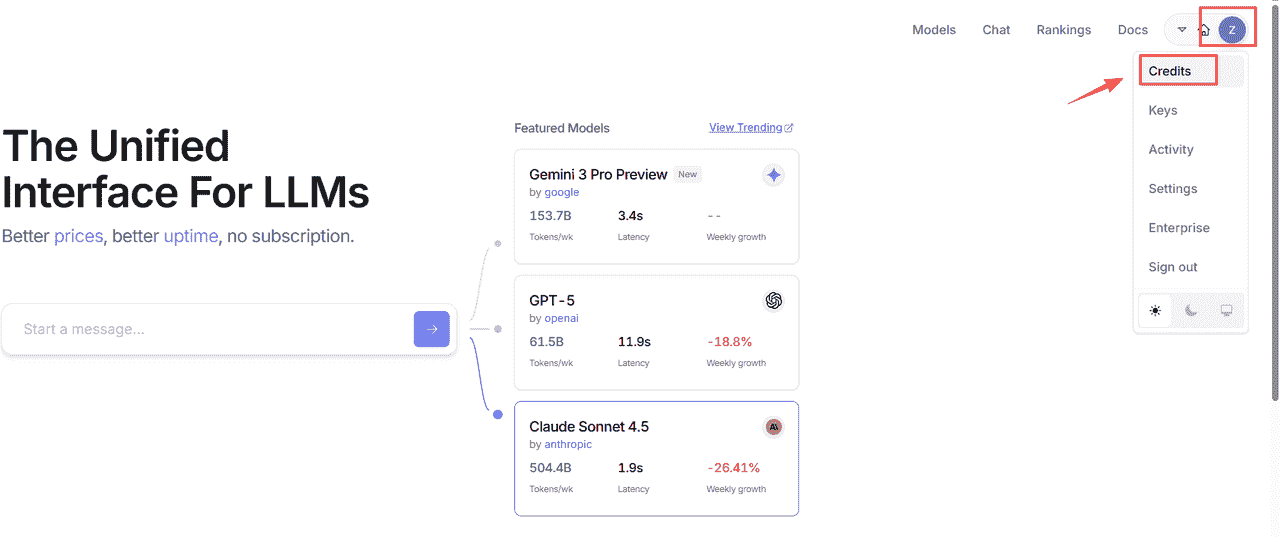 Models Chat Rankings Docs Z
Credits
Keys
Activity
Settings
Enterprise
Sign out
The Unified
Interface For LLMs
Better prices, better uptime, no subscription.
Start a message...
Featured Models View Trending
Gemini 3 Pro Preview New
by google
153.7B 3.4s --
Tokens/wk Latency Weekly growth
GPT-5
by openai
61.5B 11.9s -18.8%
Tokens/wk Latency Weekly growth
Claude Sonnet 4.5
by anthropic
504.4B 1.9s -26.41%
Tokens/wk Latency Weekly growth